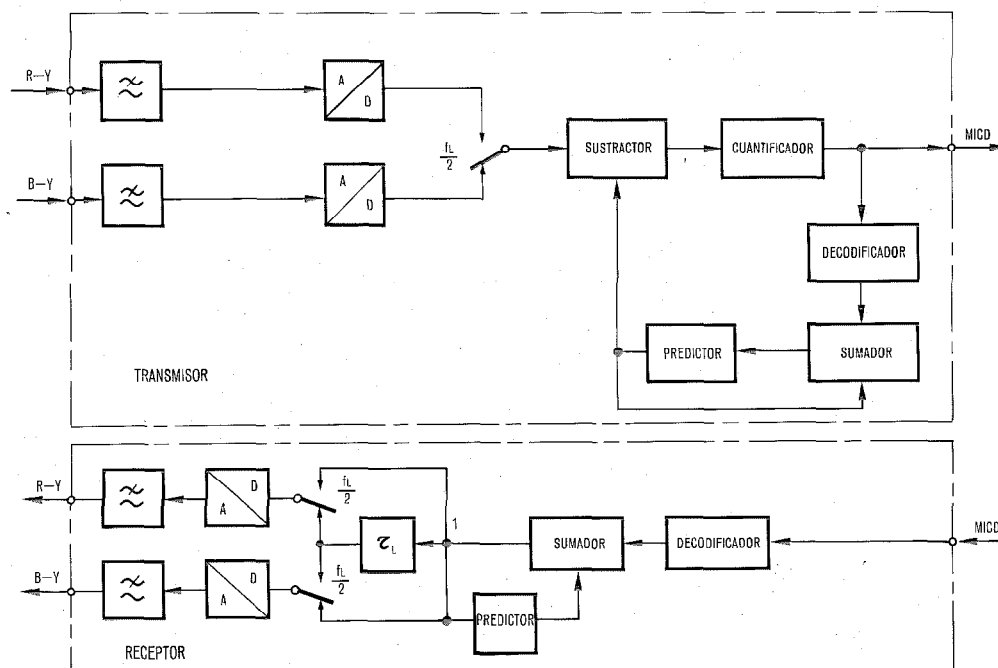 R—Y
A
D
fL/2
SUSTRACTOR
CUANTIFICADOR
MICD
B—Y
A
D
DECODIFICADOR
PREDICTOR
SUMADOR
TRANSMISOR
R—Y
D
A
fL/2
τL
1
SUMADOR
DECODIFICADOR
MICD
B—Y
D
A
fL/2
PREDICTOR
RECEPTOR